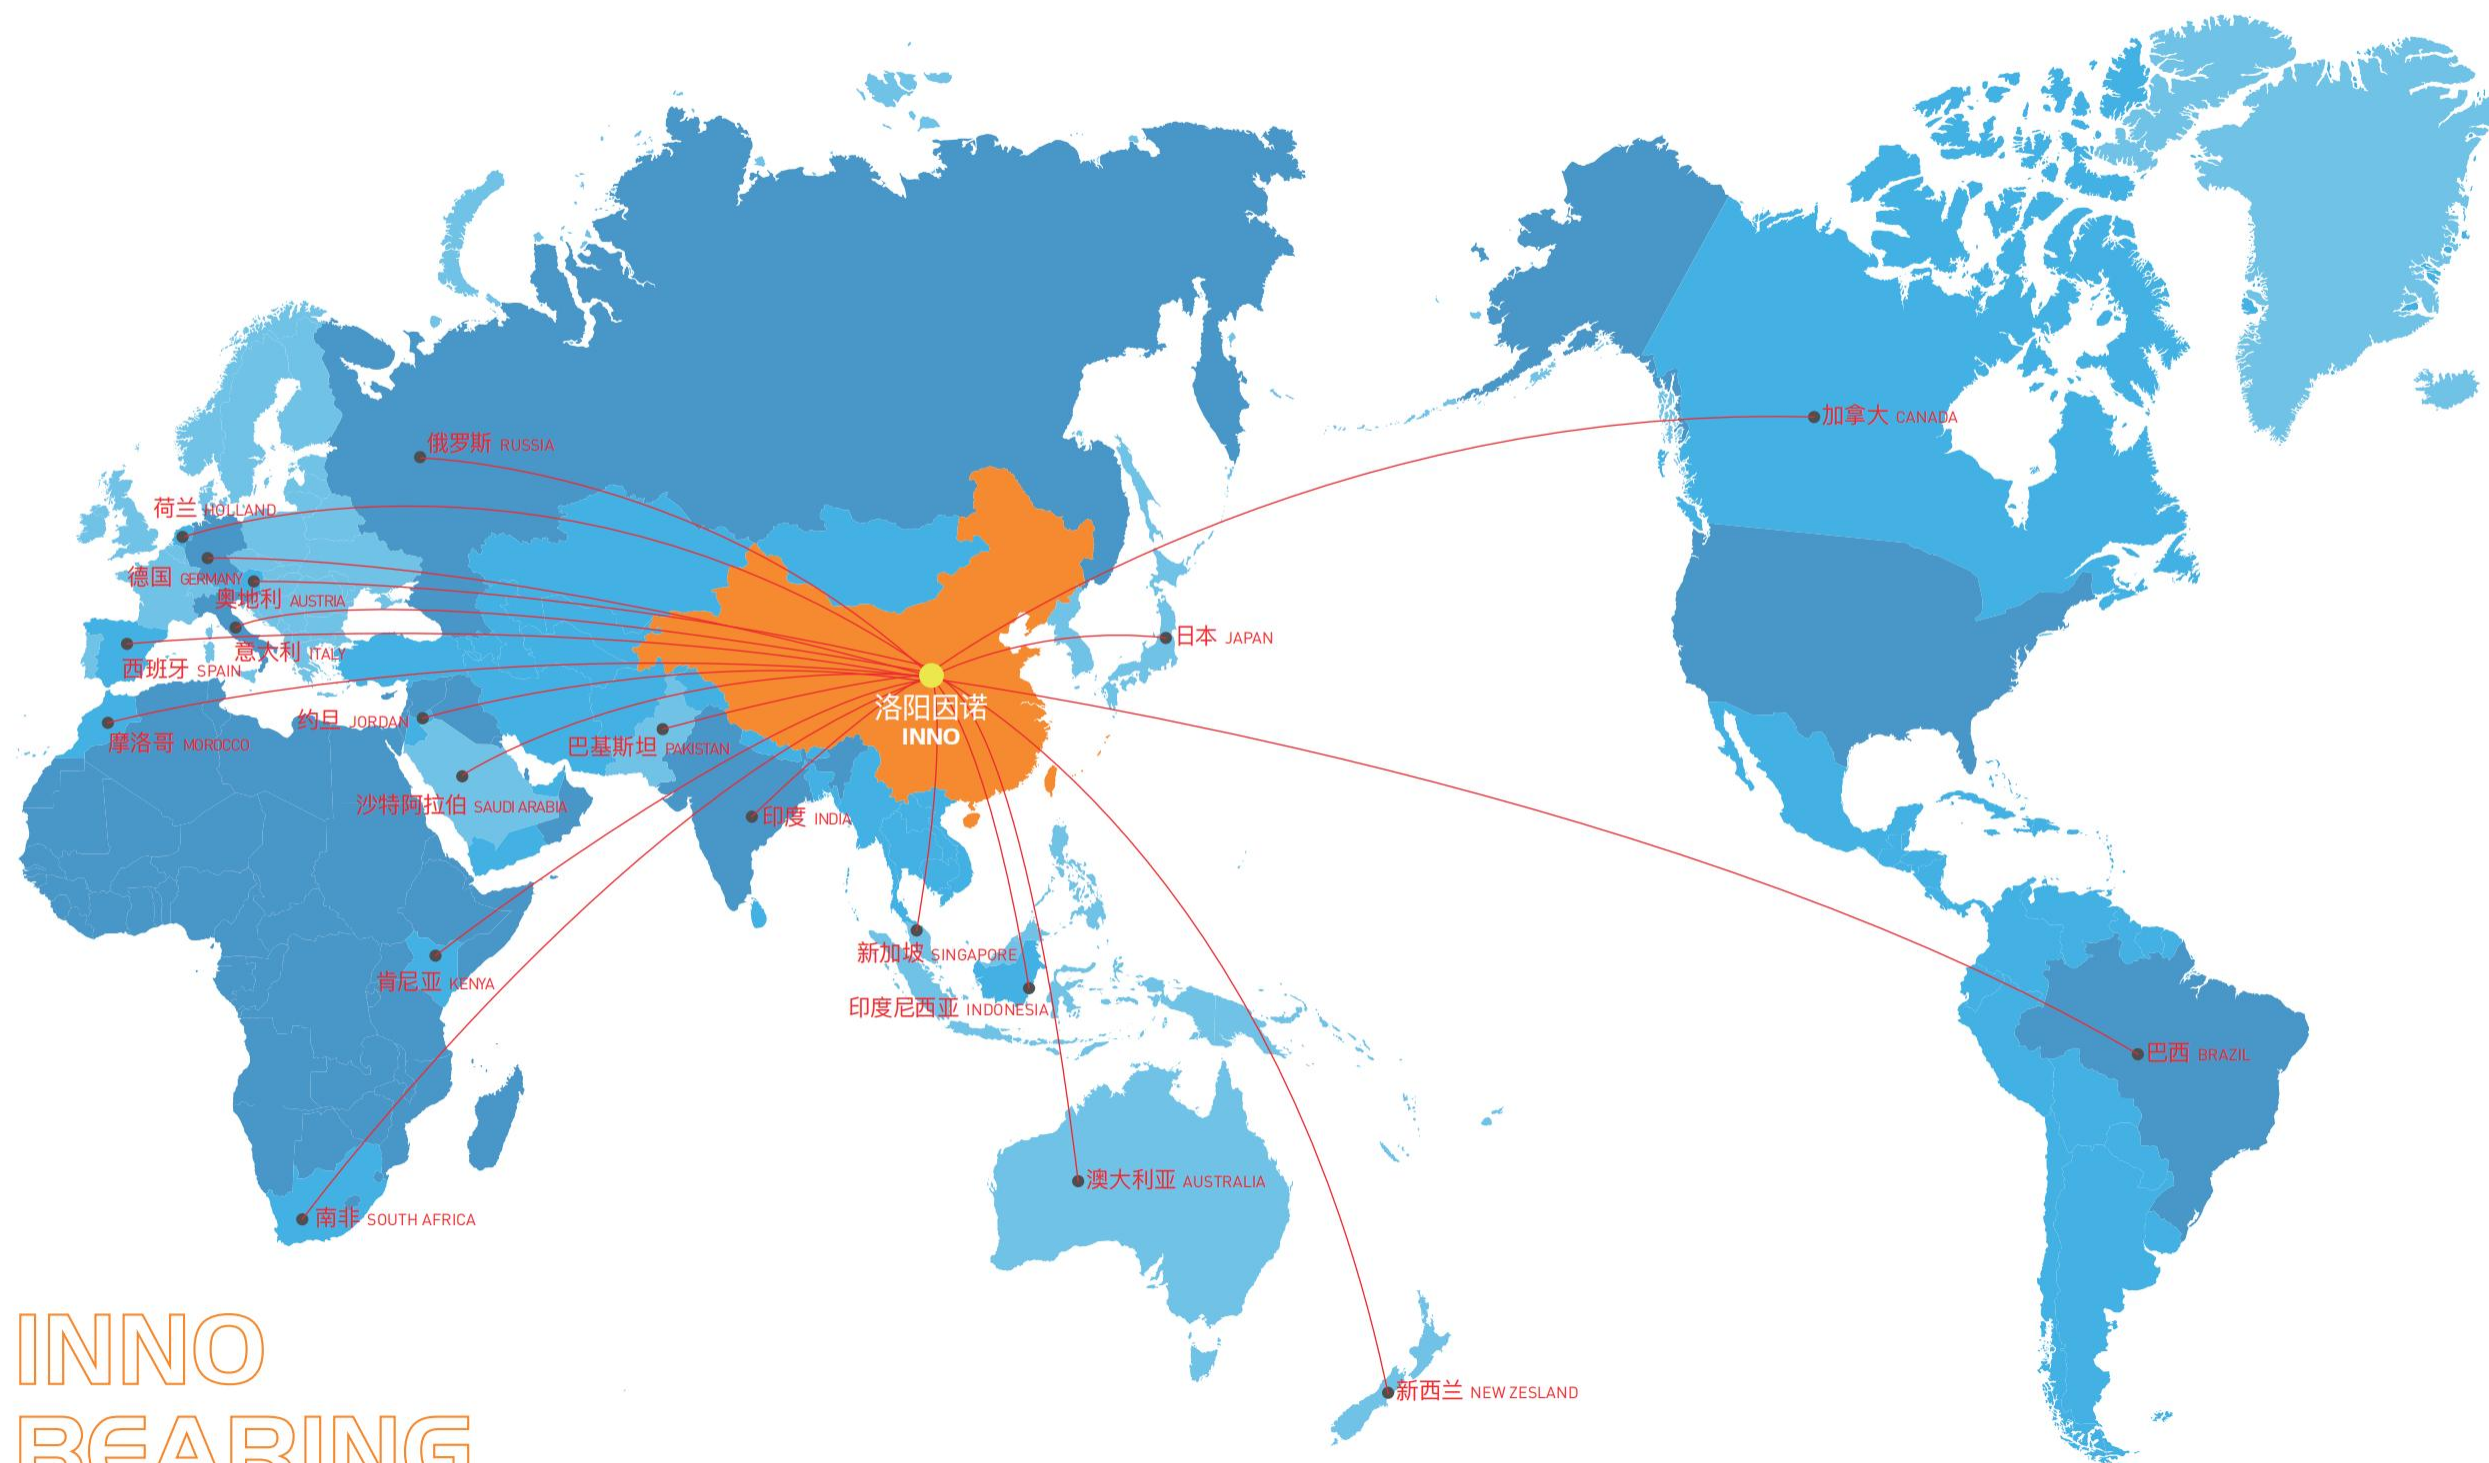 加拿大 CANADA
俄罗斯 RUSSIA
荷兰 HOLLAND
德国 GERMANY
奥地利 AUSTRIA
日本 JAPAN
意大利 ITALY
西班牙 SPAIN
洛阳因诺
INNO
约旦 JORDAN
摩洛哥 MOROCCO
巴基斯坦 PAKISTAN
沙特阿拉伯 SAUDI ARABIA
印度 INDIA
新加坡 SINGAPORE
肯尼亚 KENYA
印度尼西亚 INDONESIA
巴西 BRAZIL
澳大利亚 AUSTRALIA
南非 SOUTH AFRICA
新西兰 NEW ZESLAND
INNO
BEARING